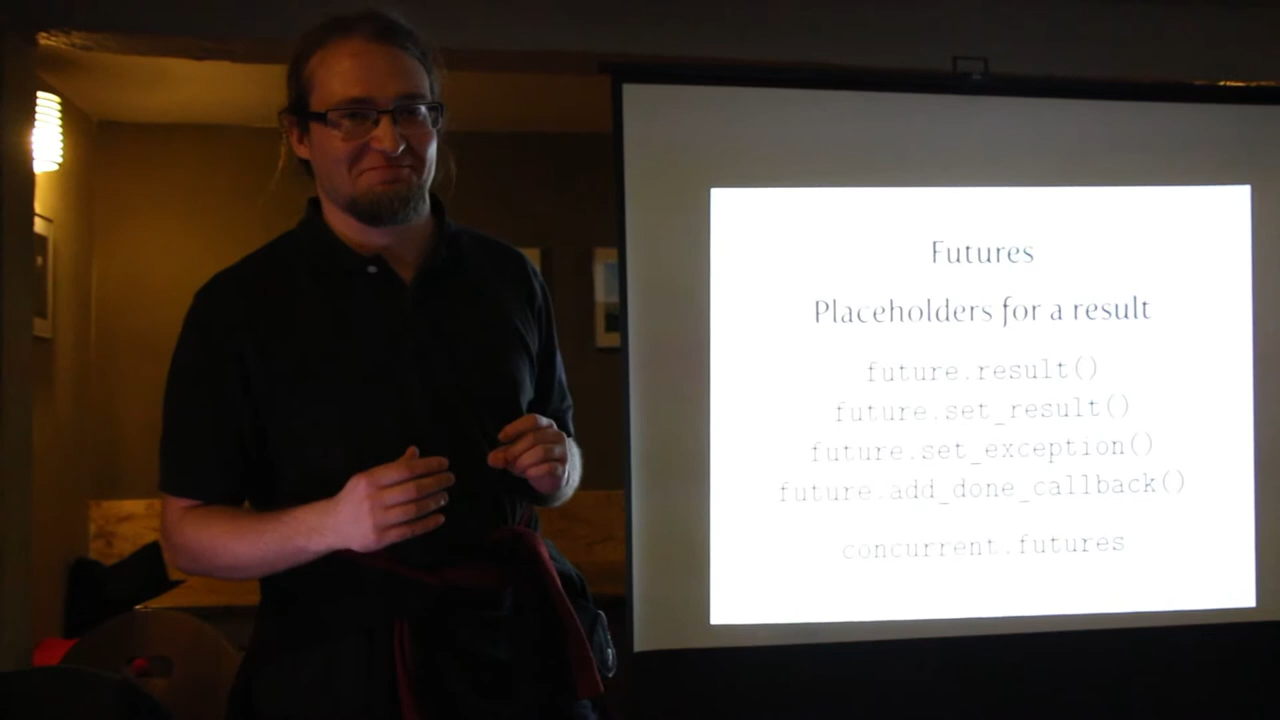 Futures
Placeholders for a result
future.result()
future.set_result()
future.set_exception()
future.add_done_callback()
concurrent.futures